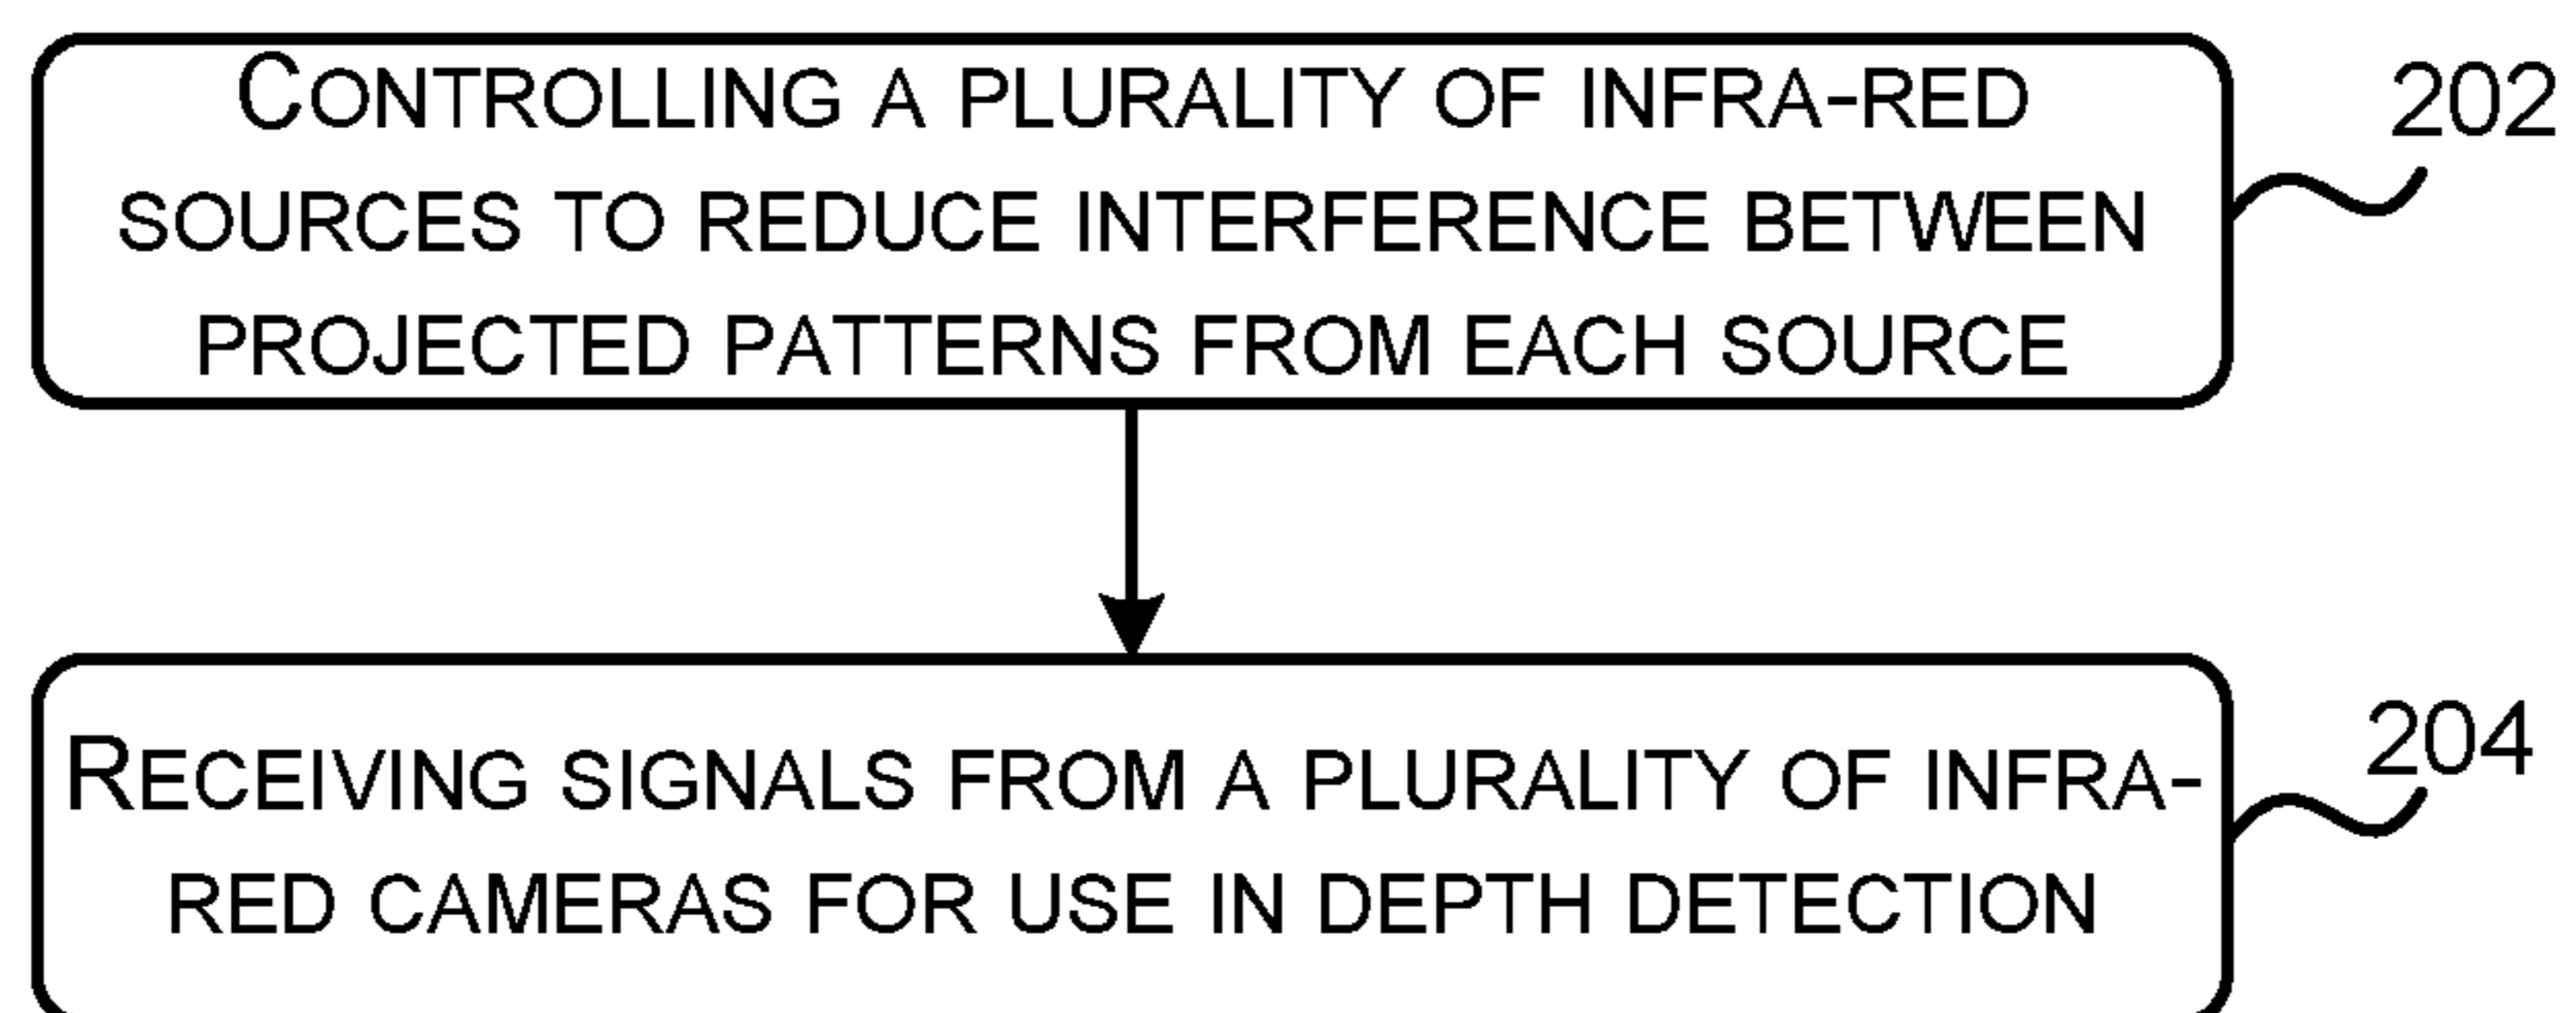 CONTROLLING A PLURALITY OF INFRA-RED
SOURCES TO REDUCE INTERFERENCE BETWEEN
PROJECTED PATTERNS FROM EACH SOURCE
202
RECEIVING SIGNALS FROM A PLURALITY OF INFRA-
RED CAMERAS FOR USE IN DEPTH DETECTION
204